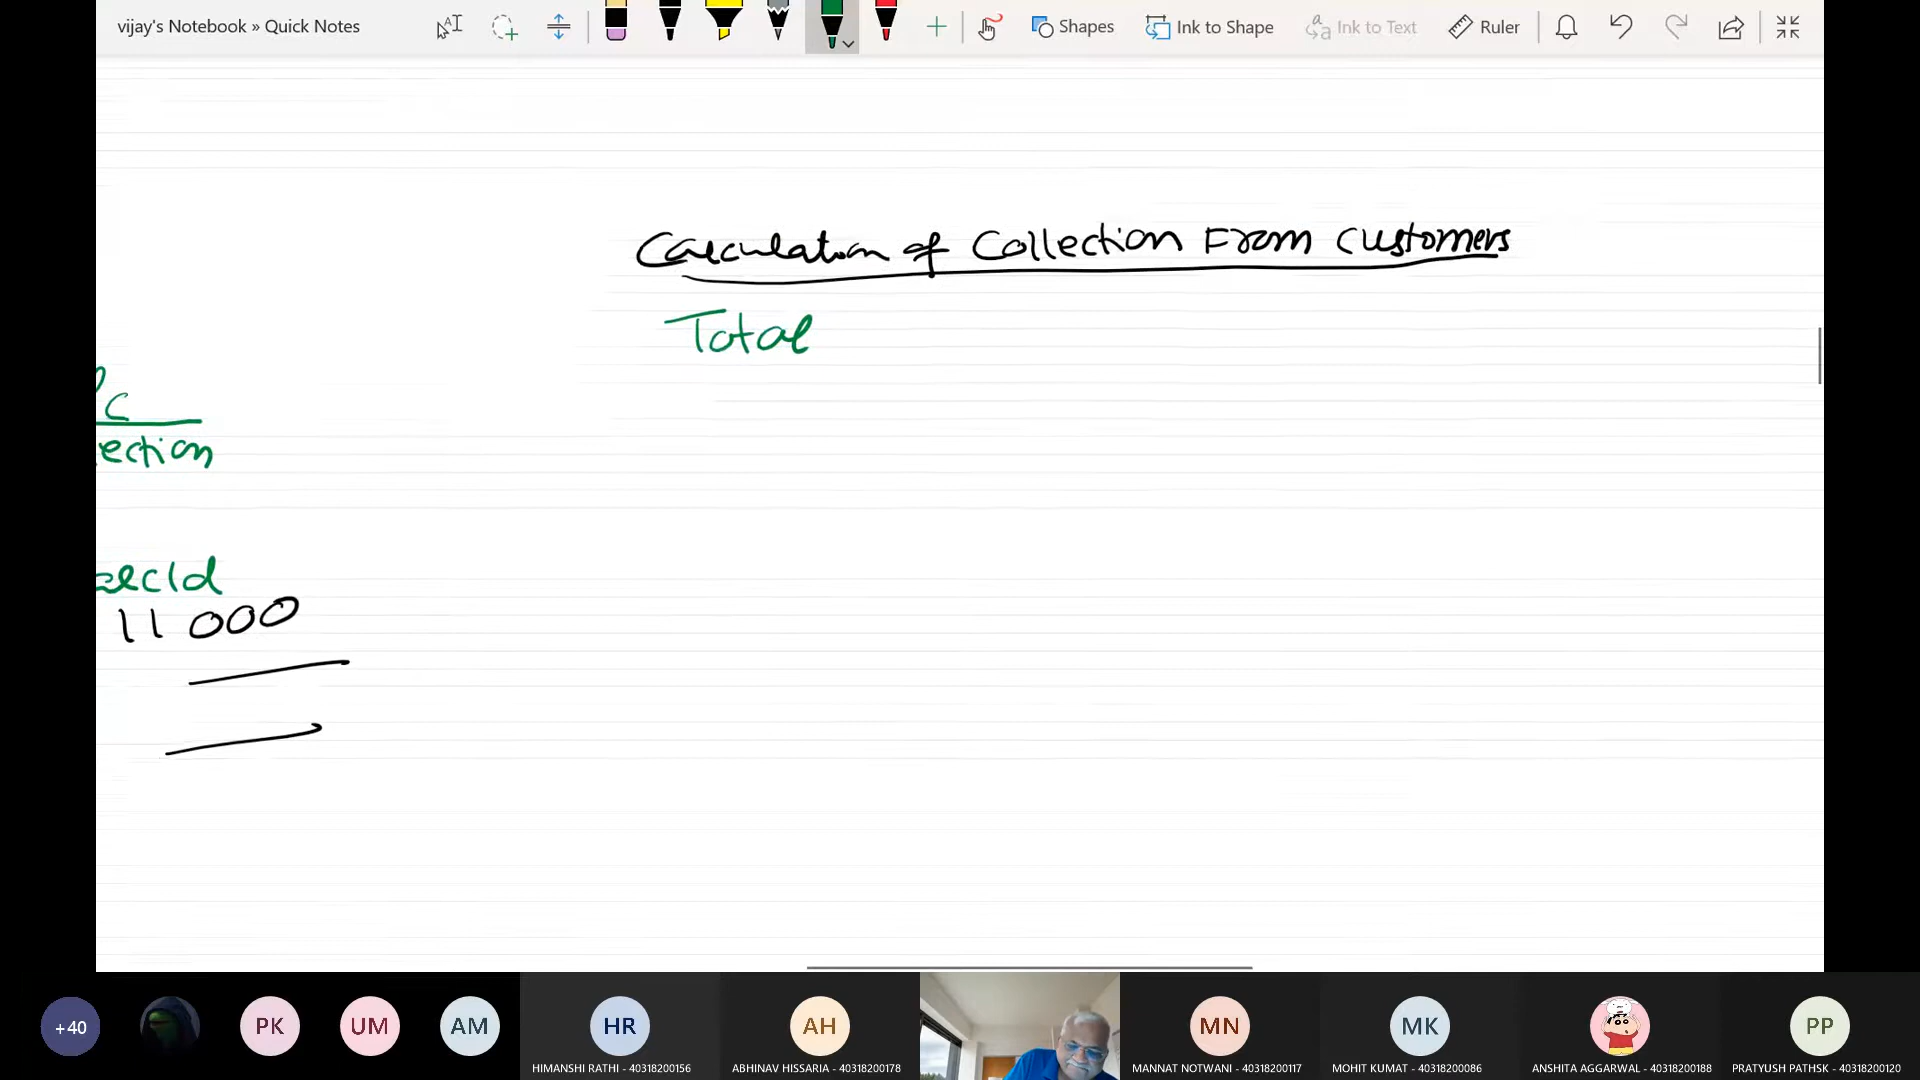 vijay's Notebook » Quick Notes
Shapes
Ink to Shape
Ink to Text
Ruler
Calculation of Collection From Customers
Total
c
ection
11 000
+40
PK
UM
AM
HR
AH
MN
MK
PP
HIMANSHI RATHI - 40318200156
ABHINAV HISSARIA - 40318200178
MANNAT NOTWANI - 40318200117
MOHIT KUMAT - 40318200086
ANSHITA AGGARWAL - 40318200188
PRATYUSH PATHSK - 40318200120